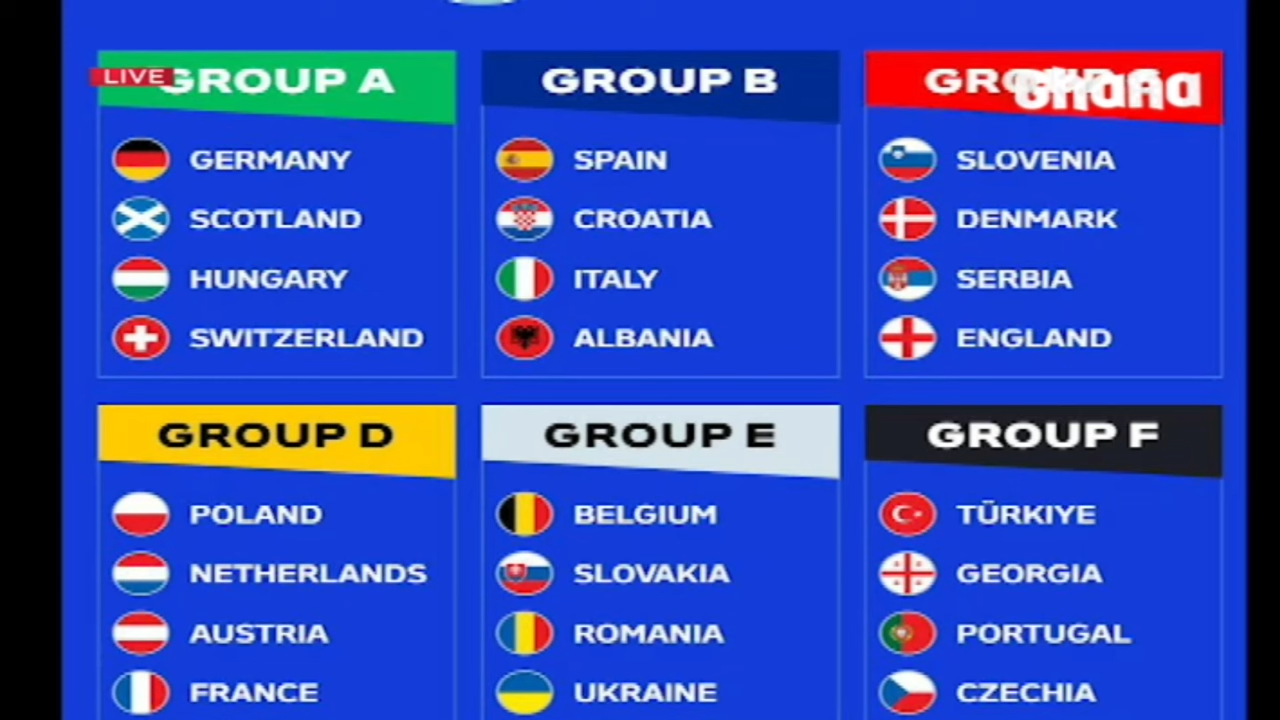 LIVE
GROUP A
GERMANY
SCOTLAND
HUNGARY
SWITZERLAND
GROUP B
SPAIN
CROATIA
ITALY
ALBANIA
Ghana
SLOVENIA
DENMARK
SERBIA
ENGLAND
GROUP D
POLAND
NETHERLANDS
AUSTRIA
FRANCE
GROUP E
BELGIUM
SLOVAKIA
ROMANIA
UKRAINE
GROUP F
TÜRKIYE
GEORGIA
PORTUGAL
CZECHIA